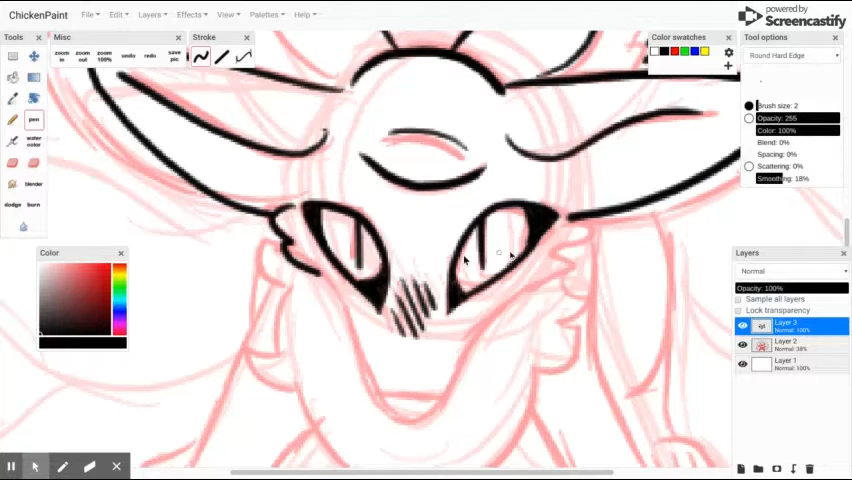 ChickenPaint
File
Edit
Layers
Effects
View
Palettes
Help
powered by
Screencastify
Tools
Misc
Stroke
Color swatches
Tool options
zoom in
zoom out
zoom 100%
undo
redo
save pic
Round Hard Edge
Brush size: 2
Opacity: 255
Color: 100%
Blend: 0%
Spacing: 0%
Scattering: 0%
Smoothing: 18%
pen
water color
blender
dodge
burn
Color
Layers
Normal
Opacity: 100%
Sample all layers
Lock transparency
Layer 3
Normal: 100%
Layer 2
Normal: 38%
Layer 1
Normal: 100%